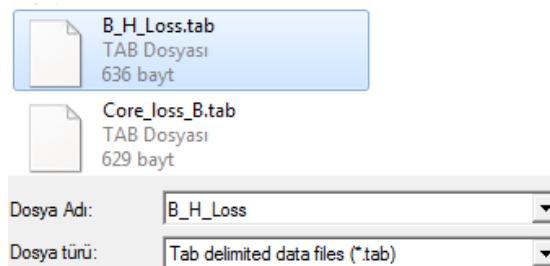 B_H_Loss.tab
TAB Dosyası
636 bayt
Core_loss_B.tab
TAB Dosyası
629 bayt
Dosya Adı: B_H_Loss
Dosya türü: Tab delimited data files (*.tab)